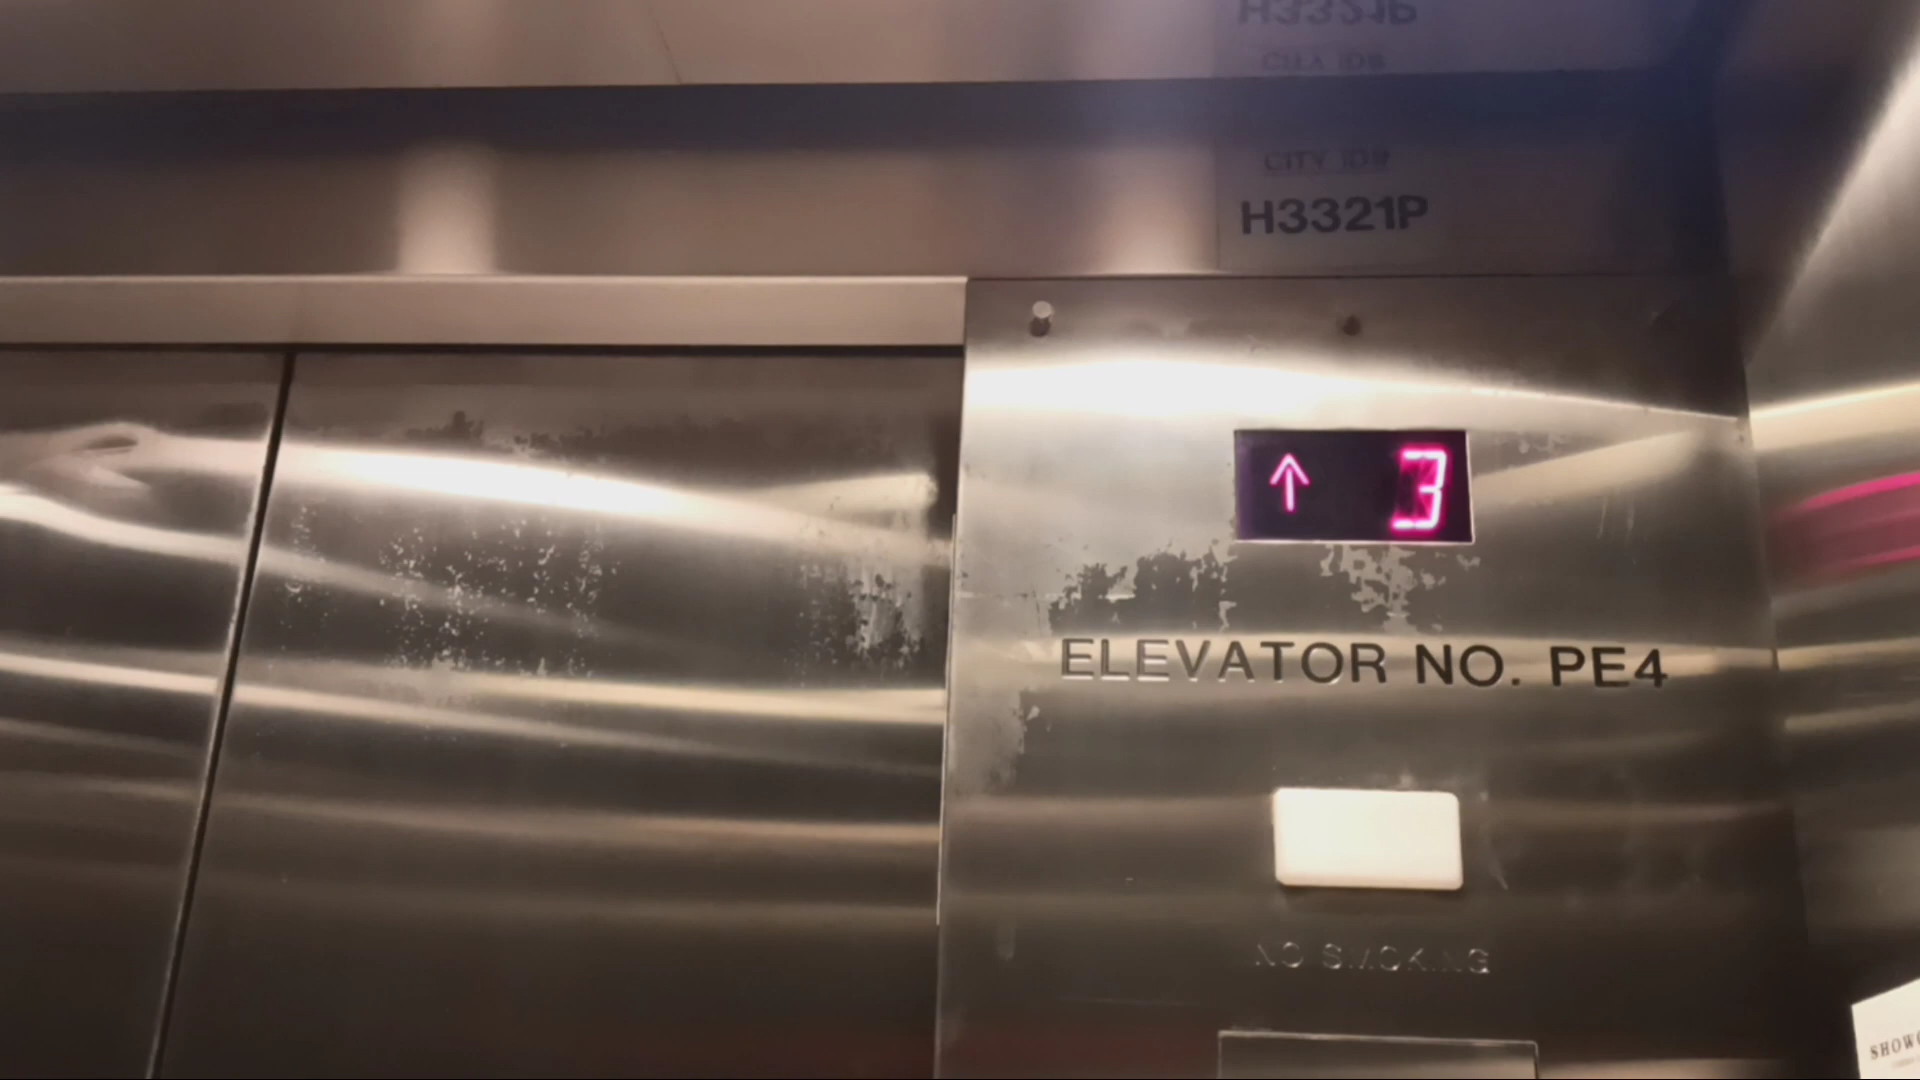 CITY ID#
H3321P
↑ 3
ELEVATOR NO. PE4
NO SMOKING